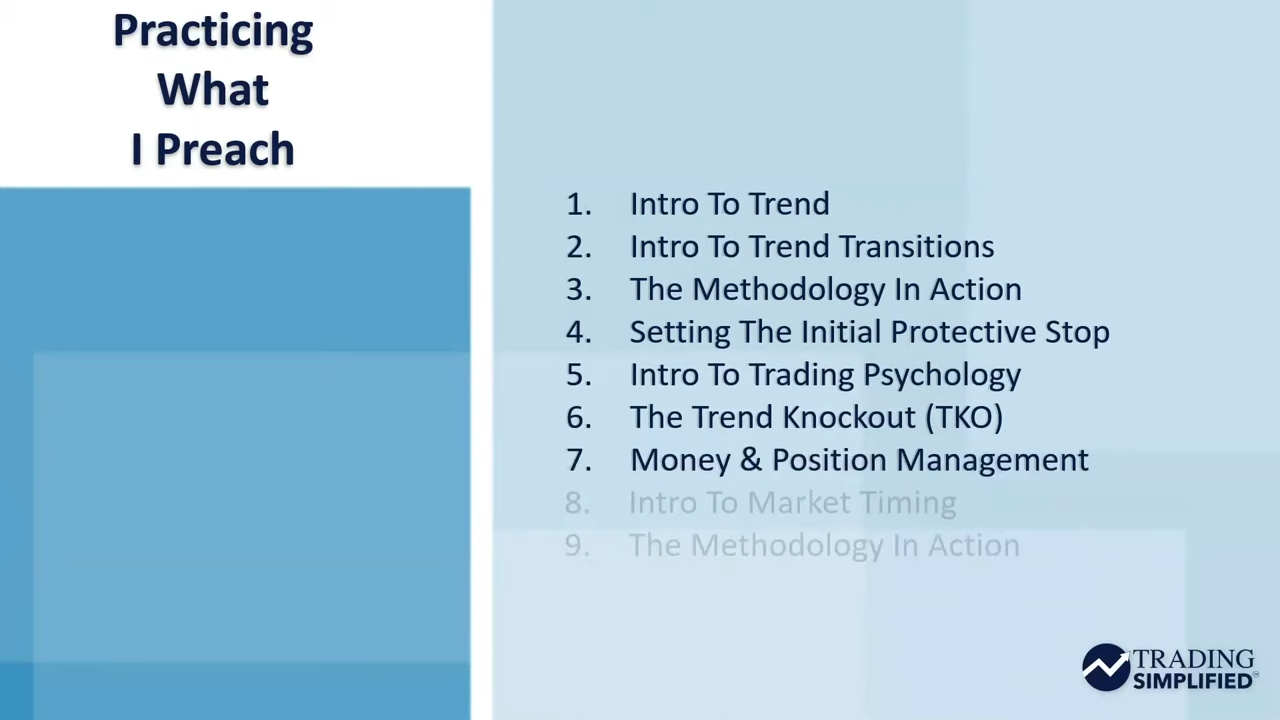 Practicing
What
I Preach
1. Intro To Trend
2. Intro To Trend Transitions
3. The Methodology In Action
4. Setting The Initial Protective Stop
5. Intro To Trading Psychology
6. The Trend Knockout (TKO)
7. Money & Position Management
8. Intro To Market Timing
9. The Methodology In Action
TRADING
SIMPLIFIED